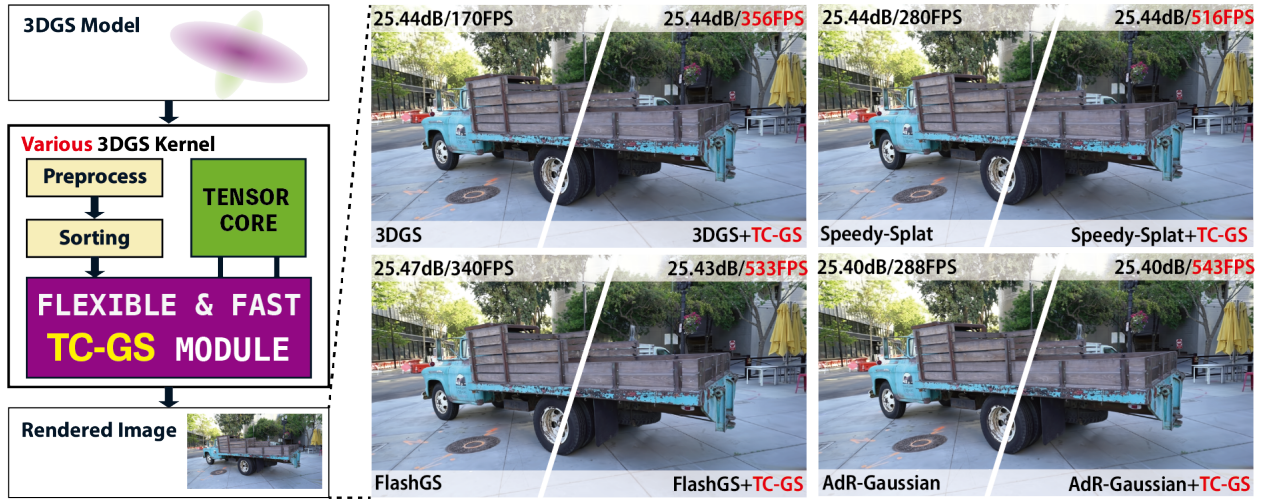 3DGS Model
Various 3DGS Kernel
Preprocess
Sorting
TENSOR
CORE
FLEXIBLE & FAST
TC-GS MODULE
Rendered Image
25.44dB/170FPS
25.44dB/356FPS
3DGS
3DGS+TC-GS
25.44dB/280FPS
25.44dB/516FPS
Speedy-Splat
Speedy-Splat+TC-GS
25.47dB/340FPS
25.43dB/533FPS
FlashGS
FlashGS+TC-GS
25.40dB/288FPS
25.40dB/543FPS
AdR-Gaussian
AdR-Gaussian+TC-GS